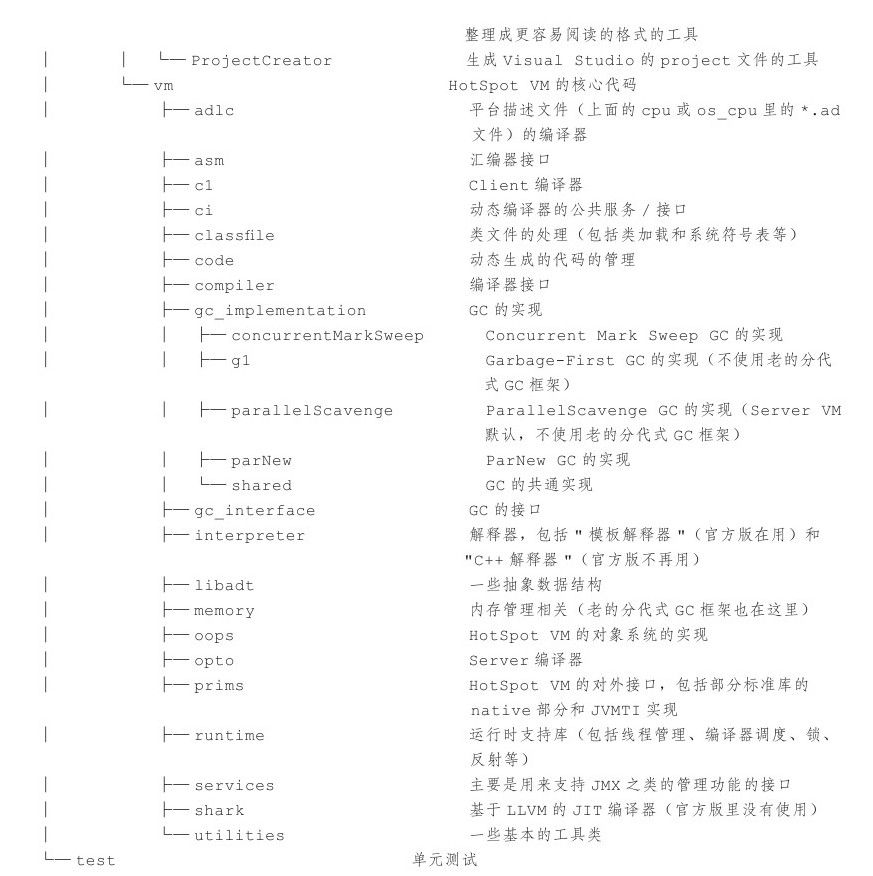 整理成更容易阅读的格式的工具
│ │ └── ProjectCreator 生成 Visual Studio 的 project 文件的工具
│ └── vm HotSpot VM 的核心代码
│ ├── adlc 平台描述文件（上面的 cpu 或 os_cpu 里的 *.ad
文件）的编译器
│ ├── asm 汇编器接口
│ ├── c1 Client 编译器
│ ├── ci 动态编译器的公共服务 / 接口
│ ├── classfile 类文件的处理（包括类加载和系统符号表等）
│ ├── code 动态生成的代码的管理
│ ├── compiler 编译器接口
│ ├── gc_implementation GC 的实现
│ │ ├── concurrentMarkSweep Concurrent Mark Sweep GC 的实现
│ │ ├── g1 Garbage-First GC 的实现（不使用老的分代
式 GC 框架）
│ │ ├── parallelScavenge ParallelScavenge GC 的实现（Server VM
默认，不使用老的分代式 GC 框架）
│ │ ├── parNew ParNew GC 的实现
│ │ └── shared GC 的共通实现
│ ├── gc_interface GC 的接口
│ ├── interpreter 解释器，包括 " 模板解释器 "（官方版在用）和
"C++ 解释器 "（官方版不再用）
│ ├── libadt 一些抽象数据结构
│ ├── memory 内存管理相关（老的分代式 GC 框架也在这里）
│ ├── oops HotSpot VM 的对象系统的实现
│ ├── opto Server 编译器
│ ├── prims HotSpot VM 的对外接口，包括部分标准库的
native 部分和 JVMTI 实现
│ ├── runtime 运行时支持库（包括线程管理、编译器调度、锁、
反射等）
│ ├── services 主要是用来支持 JMX 之类的管理功能的接口
│ ├── shark 基于 LLVM 的 JIT 编译器（官方版里没有使用）
│ └── utilities 一些基本的工具类
└── test 单元测试